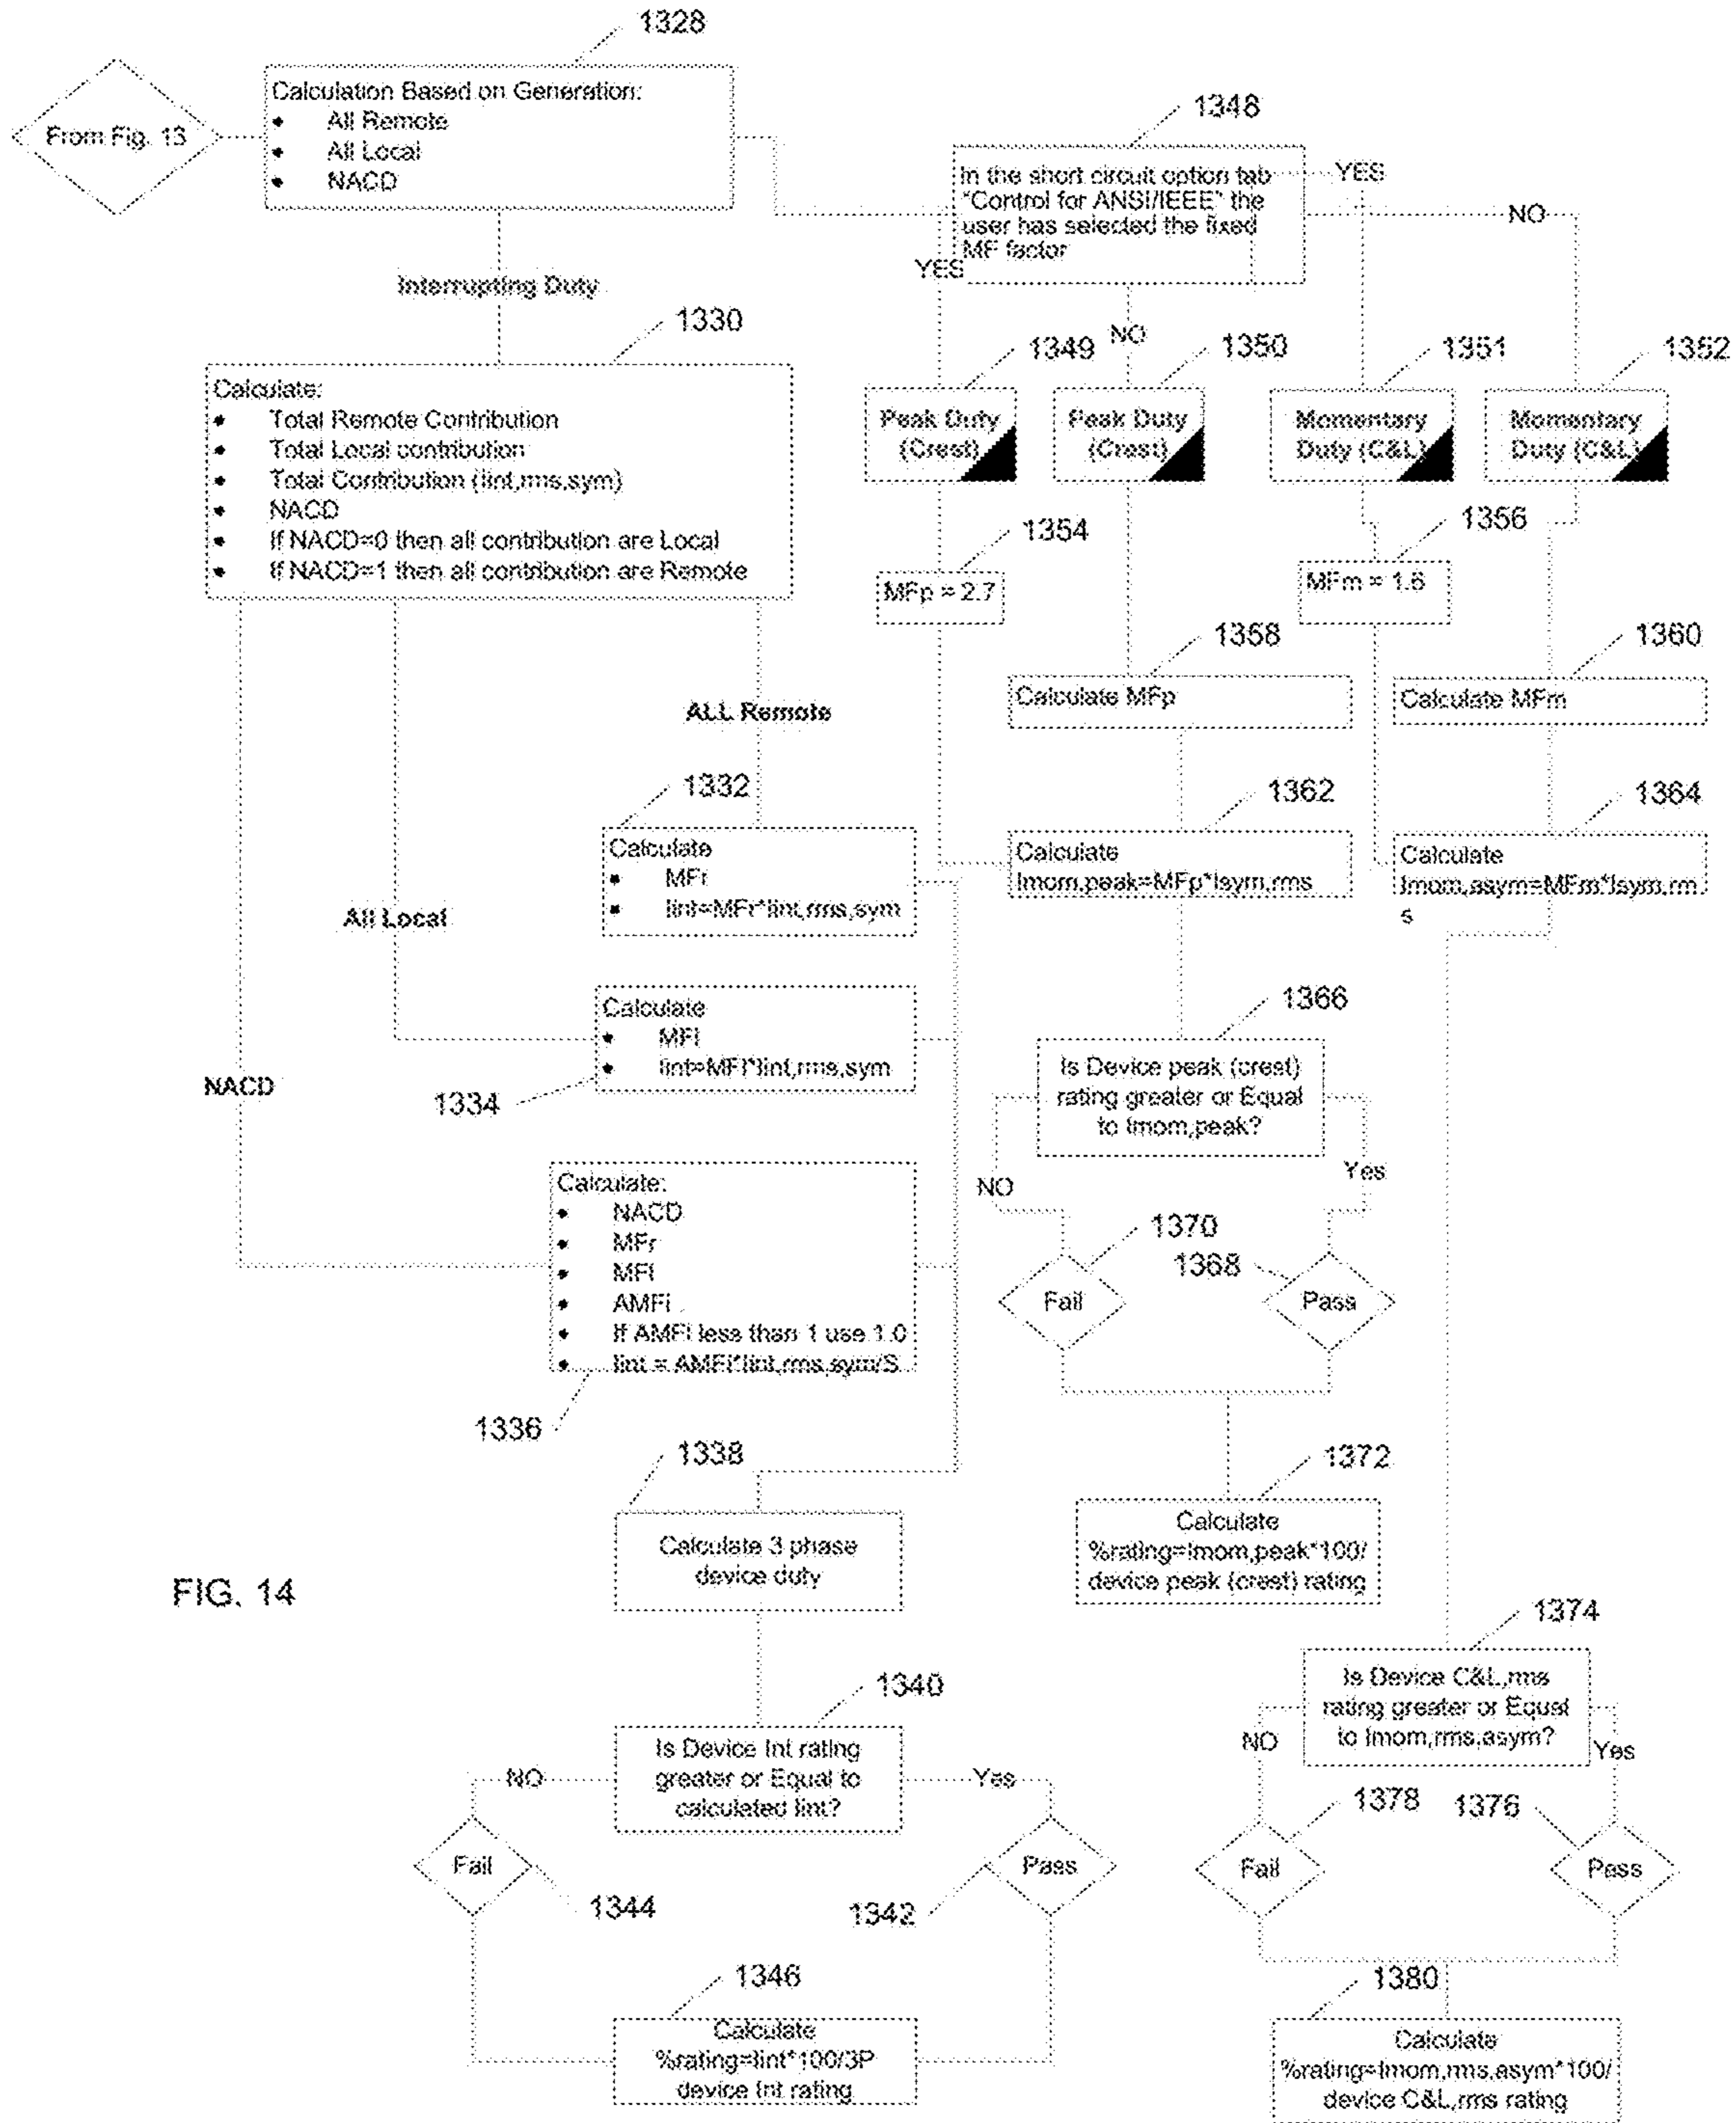 1328
From Fig. 13
Calculation Based on Generation:
• All Remote
• All Local
• NACD
1348
In the short circuit option tab
"Control for ANSI/IEEE" the
user has selected the fixed
MF factor
YES
NO
YES
NO
Interrupting Duty
1330
Calculate:
• Total Remote Contribution
• Total Local contribution
• Total Contribution (Iint,rms,sym)
• NACD
• If NACD=0 then all contribution are Local
• If NACD=1 then all contribution are Remote
1349
Peak Duty
(Crest)
1350
Peak Duty
(Crest)
1351
Momentary
Duty (C&L)
1352
Momentary
Duty (C&L)
1354
MFp = 2.7
1356
MFm = 1.6
1358
Calculate MFp
1360
Calculate MFm
ALL Remote
1332
Calculate
• MFr
• Iint=MFr*Iint,rms,sym
1362
Calculate
Imom,peak=MFp*Isym,rms
1364
Calculate
Imom,asym=MFm*Isym,rm
s
All Local
Calculate
• MFl
• Iint=MFl*Iint,rms,sym
1334
1366
Is Device peak (crest)
rating greater or Equal
to Imom,peak?
NO
Yes
NACD
Calculate:
• NACD
• MFr
• MFl
• AMFi
• If AMFi less than 1 use 1.0
• Iint = AMFi*Iint,rms,sym/S
1336
1370
1368
Fail
Pass
1338
Calculate 3 phase
device duty
1372
Calculate
%rating=Imom,peak*100/
device peak (crest) rating
FIG. 14
1340
Is Device Int rating
greater or Equal to
calculated Iint?
NO
Yes
Fail
Pass
1344
1342
1346
Calculate
%rating=Iint*100/3P
device Int rating
1374
Is Device C&L,rms
rating greater or Equal
to Imom,rms,asym?
NO
Yes
1378
1376
Fail
Pass
1380
Calculate
%rating=Imom,rms,asym*100/
device C&L,rms rating